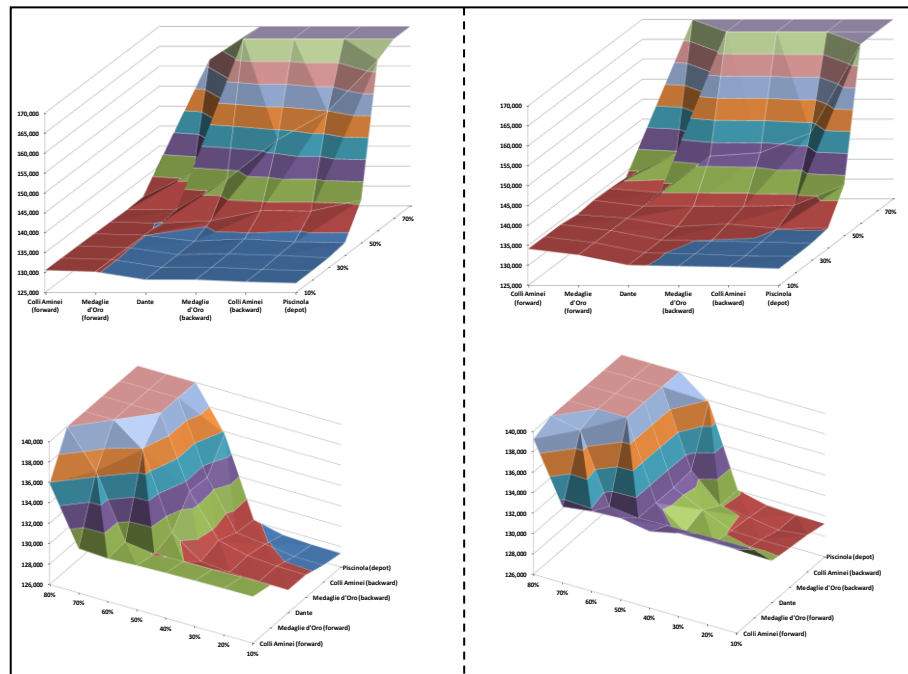 170,000
165,000
160,000
155,000
150,000
145,000
140,000
135,000
130,000
125,000
70%
50%
30%
10%
Colli Aminei
(forward)
Medaglie
d'Oro
(forward)
Dante
Medaglie
d'Oro
(backward)
Colli Aminei
(backward)
Piscinola
(depot)
170,000
165,000
160,000
155,000
150,000
145,000
140,000
135,000
130,000
125,000
70%
50%
30%
10%
Colli Aminei
(forward)
Medaglie
d'Oro
(forward)
Dante
Medaglie
d'Oro
(backward)
Colli Aminei
(backward)
Piscinola
(depot)
140,000
138,000
136,000
134,000
132,000
130,000
128,000
126,000
80%
70%
60%
50%
40%
30%
20%
10%
Piscinola (depot)
Colli Aminei (backward)
Medaglie d'Oro (backward)
Dante
Medaglie d'Oro (forward)
Colli Aminei (forward)
140,000
138,000
136,000
134,000
132,000
130,000
128,000
126,000
80%
70%
60%
50%
40%
30%
20%
10%
Piscinola (depot)
Colli Aminei (backward)
Medaglie d'Oro (backward)
Dante
Medaglie d'Oro (forward)
Colli Aminei (forward)